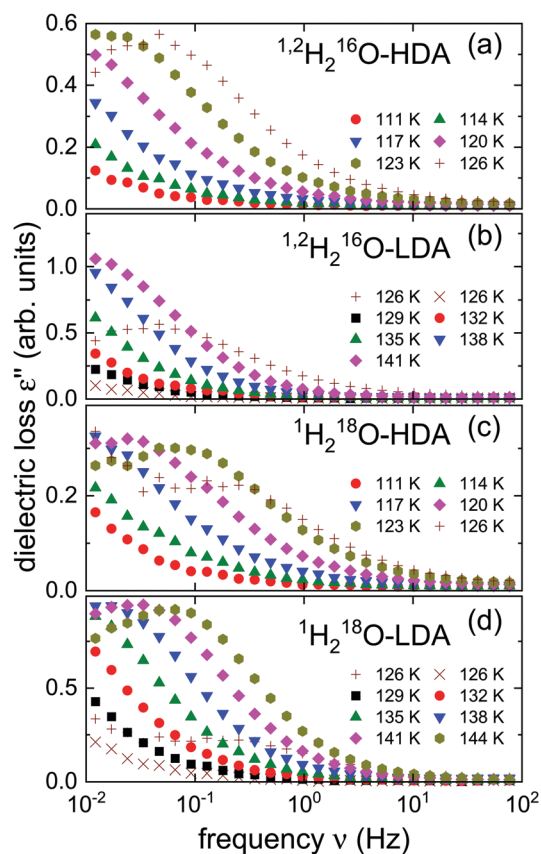 dielectric loss ε" (arb. units)
0.6
0.4
0.2
0.0
1,2H216O-HDA (a)
111 K 114 K
117 K 120 K
123 K 126 K
1.0
0.5
0.0
1,2H216O-LDA (b)
126 K 126 K
129 K 132 K
135 K 138 K
141 K
0.2
0.0
1H218O-HDA (c)
111 K 114 K
117 K 120 K
123 K 126 K
0.5
0.0
1H218O-LDA (d)
126 K 126 K
129 K 132 K
135 K 138 K
141 K 144 K
10-2 10-1 100 101 102
frequency ν (Hz)